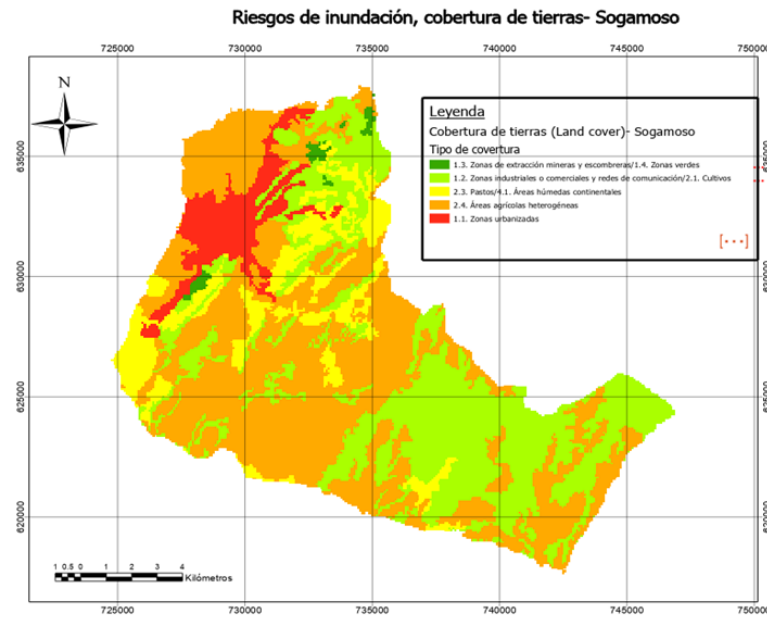 Riesgos de inundación, cobertura de tierras- Sogamoso
725000 730000 735000 740000 745000 750000
N
Leyenda
Cobertura de tierras (Land cover)- Sogamoso
Tipo de covertura
1.3. Zonas de extracción mineras y escombreras/1.4. Zonas verdes
1.2. Zonas industriales o comerciales y redes de comunicación/2.1. Cultivos
2.3. Pastos/4.1. Áreas húmedas continentales
2.4. Áreas agrícolas heterogéneas
1.1. Zonas urbanizadas
[...]
635000 635000
630000 630000
625000 625000
620000 620000
1 0.5 0 1 2 3 4
Kilómetros
725000 730000 735000 740000 745000 750000